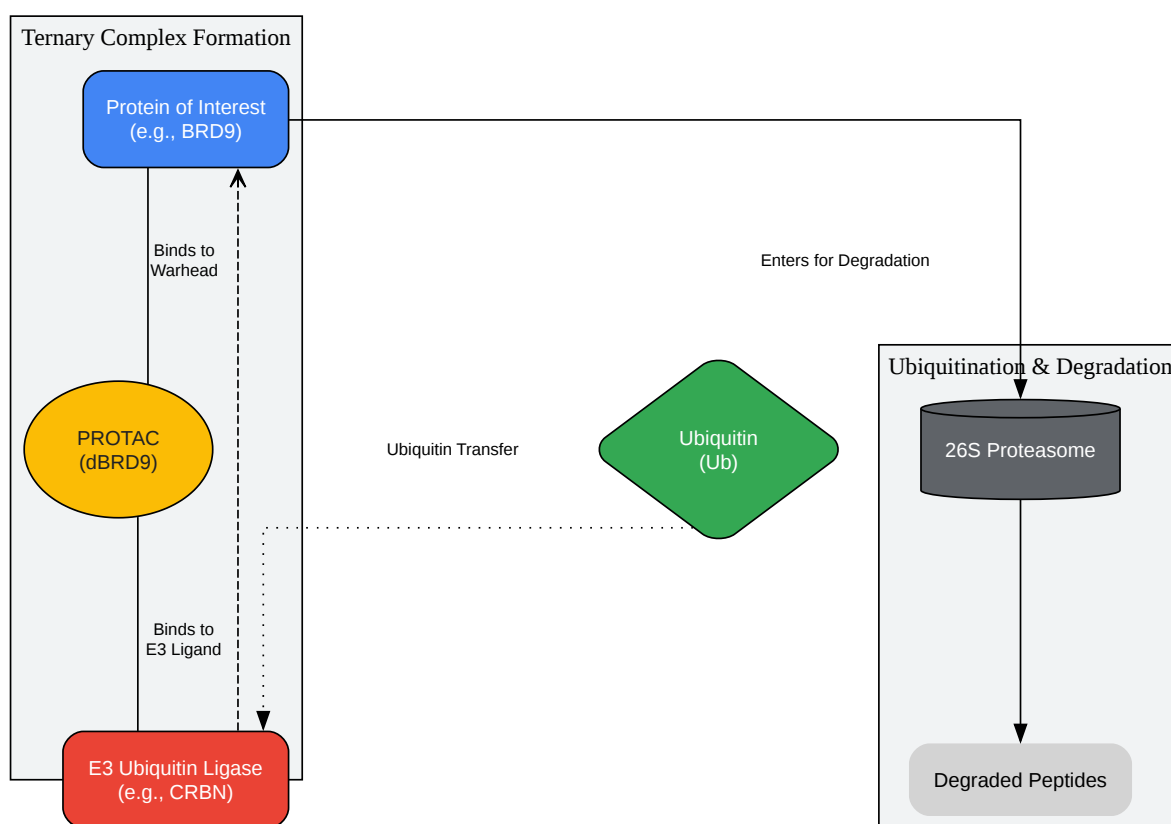 Ternary Complex Formation
Protein of Interest
(e.g., BRD9)
Binds to
Warhead
Enters for Degradation
Ubiquitination & Degradation
PROTAC
(dBRD9)
Ubiquitin Transfer
Ubiquitin
(Ub)
26S Proteasome
Binds to
E3 Ligand
E3 Ubiquitin Ligase
(e.g., CRBN)
Degraded Peptides